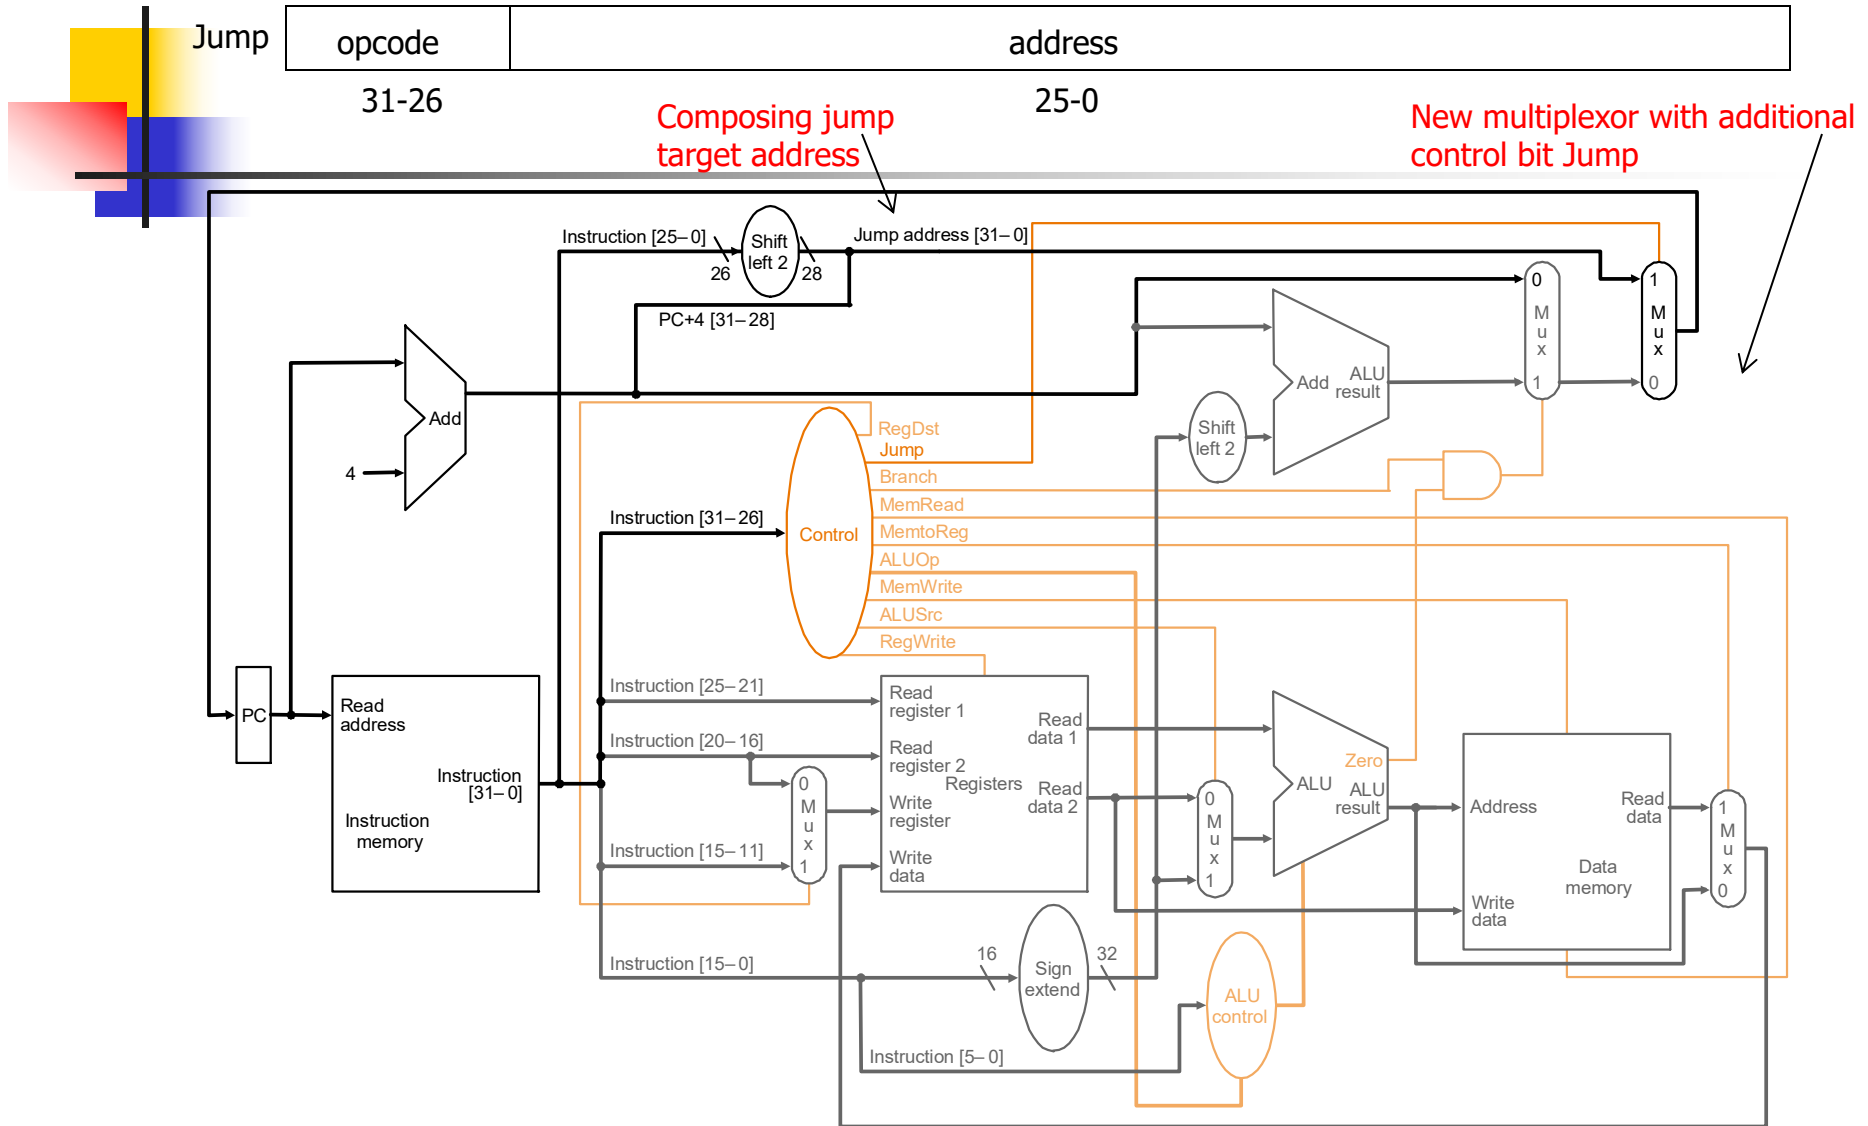 Jump
opcode
address
31-26
25-0
Composing jump
target address
New multiplexor with additional
control bit Jump
Instruction [25–0]
26
Shift
left 2
28
Jump address [31–0]
PC+4 [31–28]
0
M
u
x
1
1
M
u
x
0
Add
4
Add
ALU
result
Shift
left 2
RegDst
Jump
Branch
MemRead
MemtoReg
ALUOp
MemWrite
ALUSrc
RegWrite
Instruction [31–26]
Control
PC
Read
address
Instruction
[31–0]
Instruction
memory
Instruction [25–21]
Instruction [20–16]
Instruction [15–11]
0
M
u
x
1
Read
register 1
Read
register 2
Write
register
Write
data
Registers
Read
data 1
Read
data 2
0
M
u
x
1
Zero
ALU
ALU
result
Address
Write
data
Read
data
Data
memory
1
M
u
x
0
Instruction [15–0]
16
Sign
extend
32
ALU
control
Instruction [5–0]